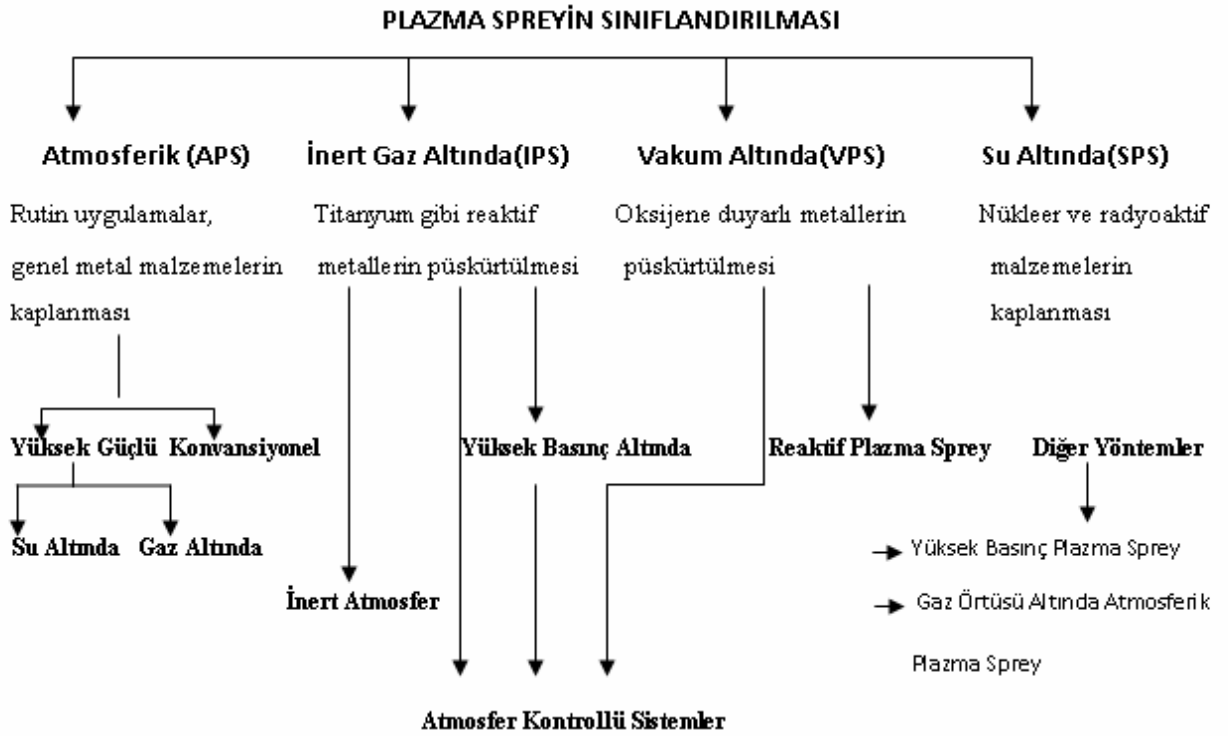 PLAZMA SPREYİN SINIFLANDIRILMASI
Atmosferik (APS)
İnert Gaz Altında(IPS)
Vakum Altında(VPS)
Su Altında(SPS)
Rutin uygulamalar,
genel metal malzemelerin
kaplanması
Titanyum gibi reaktif
metallerin püskürtülmesi
Oksijene duyarlı metallerin
püskürtülmesi
Nükleer ve radyoaktif
malzemelerin
kaplanması
Yüksek Güçlü
Konvansiyonel
Yüksek Basınç Altında
Reaktif Plazma Sprey
Diğer Yöntemler
Su Altında
Gaz Altında
Yüksek Basınç Plazma Sprey
İnert Atmosfer
Gaz Örtüsü Altında Atmosferik
Plazma Sprey
Atmosfer Kontrollü Sistemler